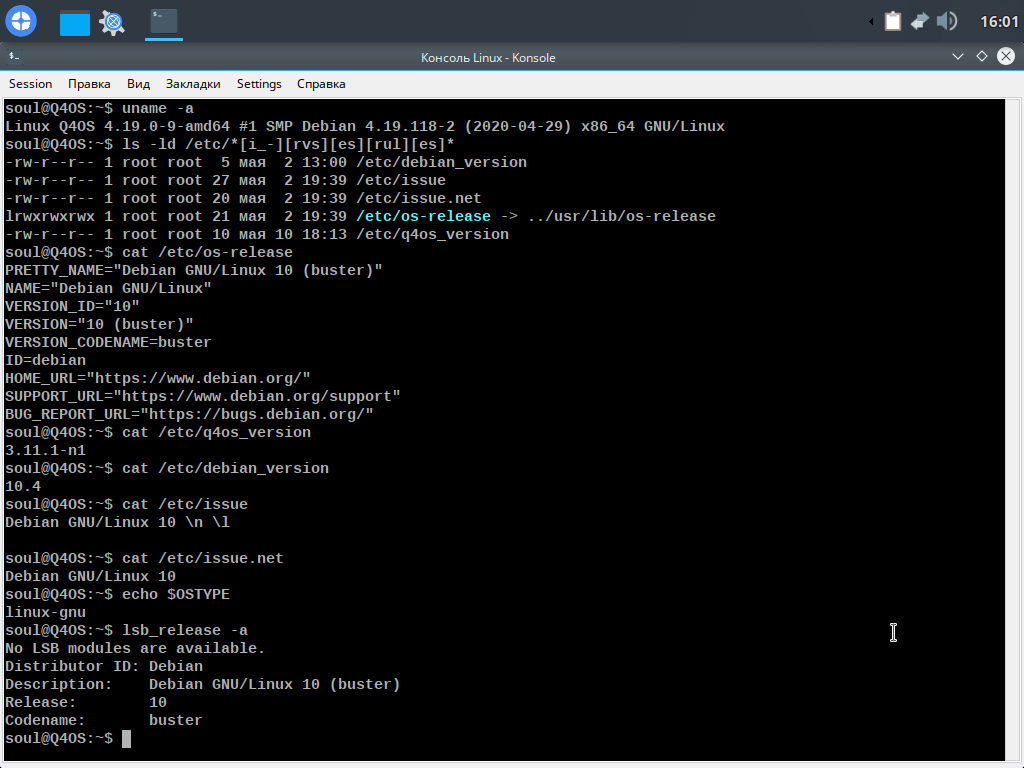 16:01
Консоль Linux - Konsole
Session Правка Вид Закладки Settings Справка
soul@Q4OS:~$ uname -a
Linux Q4OS 4.19.0-9-amd64 #1 SMP Debian 4.19.118-2 (2020-04-29) x86_64 GNU/Linux
soul@Q4OS:~$ ls -ld /etc/*[i_-][rvs][es][rul][es]*
-rw-r--r-- 1 root root  5 мая  2 13:00 /etc/debian_version
-rw-r--r-- 1 root root 27 мая  2 19:39 /etc/issue
-rw-r--r-- 1 root root 20 мая  2 19:39 /etc/issue.net
lrwxrwxrwx 1 root root 21 мая  2 19:39 /etc/os-release -> ../usr/lib/os-release
-rw-r--r-- 1 root root 10 мая 10 18:13 /etc/q4os_version
soul@Q4OS:~$ cat /etc/os-release
PRETTY_NAME="Debian GNU/Linux 10 (buster)"
NAME="Debian GNU/Linux"
VERSION_ID="10"
VERSION="10 (buster)"
VERSION_CODENAME=buster
ID=debian
HOME_URL="https://www.debian.org/"
SUPPORT_URL="https://www.debian.org/support"
BUG_REPORT_URL="https://bugs.debian.org/"
soul@Q4OS:~$ cat /etc/q4os_version
3.11.1-n1
soul@Q4OS:~$ cat /etc/debian_version
10.4
soul@Q4OS:~$ cat /etc/issue
Debian GNU/Linux 10 \n \l
soul@Q4OS:~$ cat /etc/issue.net
Debian GNU/Linux 10
soul@Q4OS:~$ echo $OSTYPE
linux-gnu
soul@Q4OS:~$ lsb_release -a
No LSB modules are available.
Distributor ID: Debian
Description:    Debian GNU/Linux 10 (buster)
Release:        10
Codename:       buster
soul@Q4OS:~$